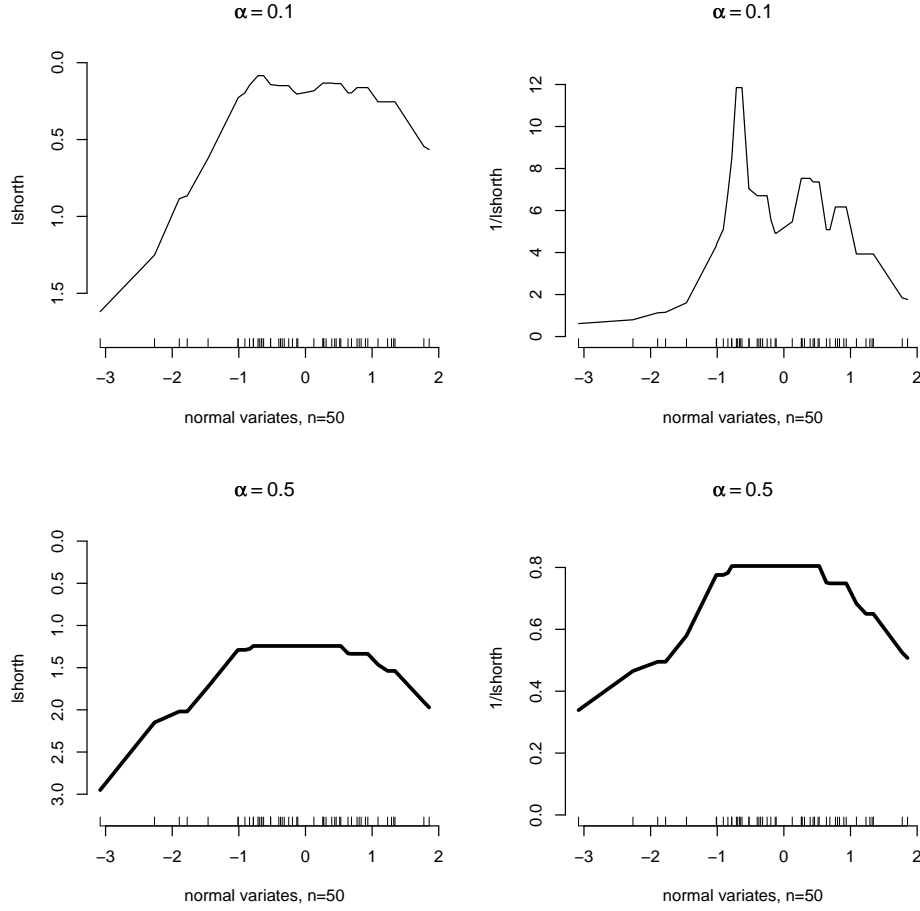 α = 0.1
lshorth
0.0
0.5
1.0
1.5
−3 −2 −1 0 1 2
normal variates, n=50
α = 0.1
1/lshorth
12
10
8
6
4
2
0
−3 −2 −1 0 1 2
normal variates, n=50
α = 0.5
lshorth
0.0
0.5
1.0
1.5
2.0
2.5
3.0
−3 −2 −1 0 1 2
normal variates, n=50
α = 0.5
1/lshorth
0.8
0.6
0.4
0.2
0.0
−3 −2 −1 0 1 2
normal variates, n=50